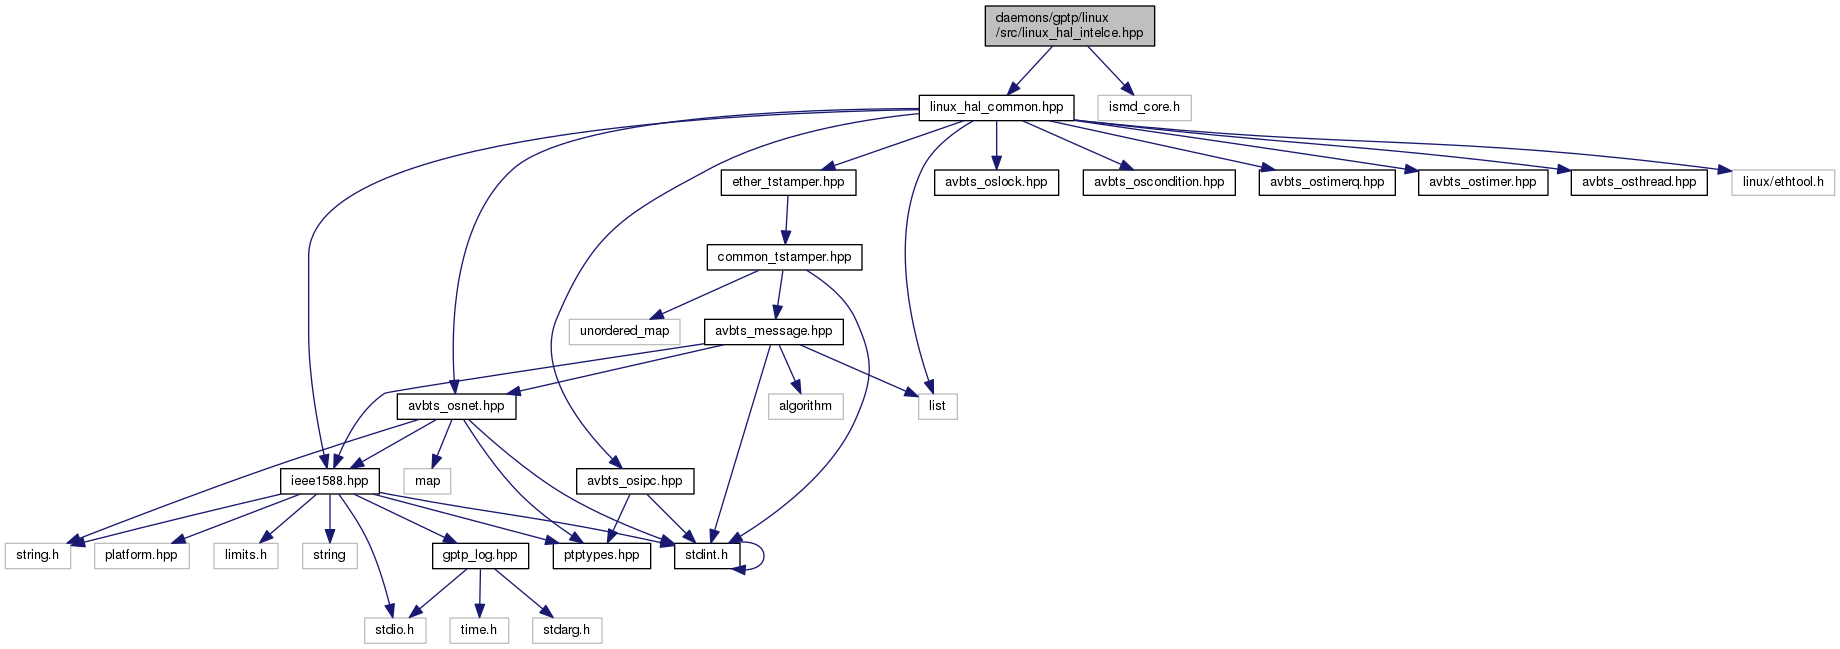 daemons/gptp/linux
/src/linux_hal_intelce.hpp
linux_hal_common.hpp
ismd_core.h
ether_tstamper.hpp
avbts_oslock.hpp
avbts_oscondition.hpp
avbts_ostimerq.hpp
avbts_ostimer.hpp
avbts_osthread.hpp
linux/ethtool.h
common_tstamper.hpp
unordered_map
avbts_message.hpp
avbts_osnet.hpp
algorithm
list
ieee1588.hpp
map
avbts_osipc.hpp
string.h
platform.hpp
limits.h
string
gptp_log.hpp
ptptypes.hpp
stdint.h
stdio.h
time.h
stdarg.h